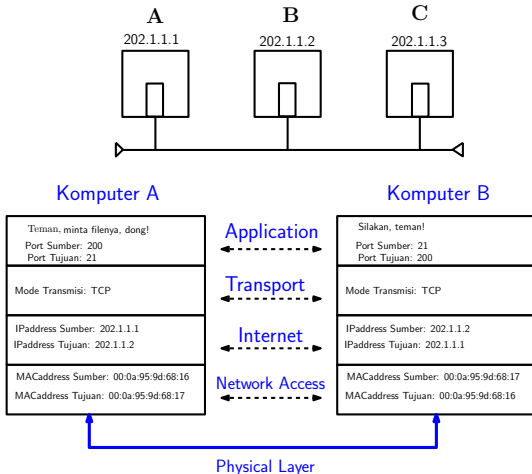 A
B
C
202.1.1.1
202.1.1.2
202.1.1.3
Komputer A
Komputer B
Teman, minta filenya, dong!
Port Sumber: 200
Port Tujuan: 21
Application
Silakan, teman!
Port Sumber: 21
Port Tujuan: 200
Mode Transmisi: TCP
Transport
Mode Transmisi: TCP
IPaddress Sumber: 202.1.1.1
IPaddress Tujuan: 202.1.1.2
Internet
IPaddress Sumber: 202.1.1.2
IPaddress Tujuan: 202.1.1.1
MACaddress Sumber: 00:0a:95:9d:68:16
MACaddress Tujuan: 00:0a:95:9d:68:17
Network Access
MACaddress Sumber: 00:0a:95:9d:68:17
MACaddress Tujuan: 00:0a:95:9d:68:16
Physical Layer